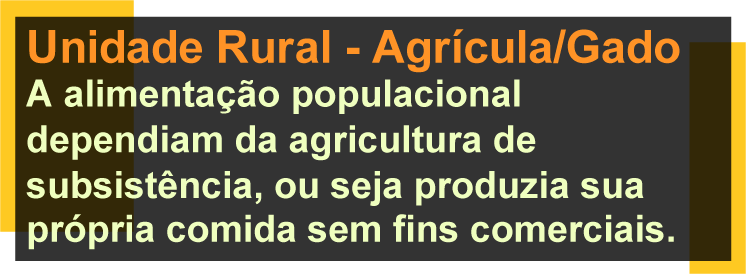 Unidade Rural - Agrícula/Gado
A alimentação populacional
dependiam da agricultura de
subsistência, ou seja produzia sua
própria comida sem fins comerciais.